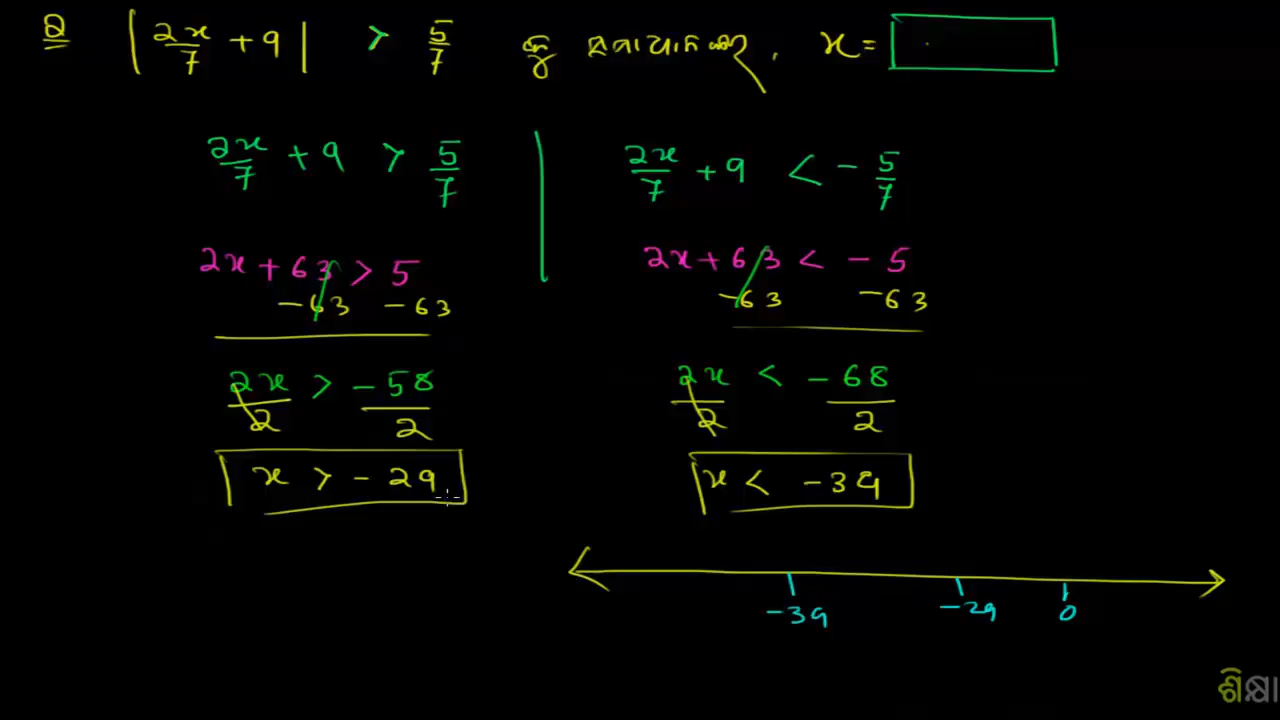 Q |2x/7 + 9| > 5/7 କୁ ସମାଧାନ କର, x =
2x/7 + 9 > 5/7
2x + 63 > 5
-63 -63
2x/2 > -58/2
x > -29
2x/7 + 9 < -5/7
2x + 63 < -5
-63 -63
2x/2 < -68/2
x < -34
-34 -29 0
ଶିକ୍ଷା